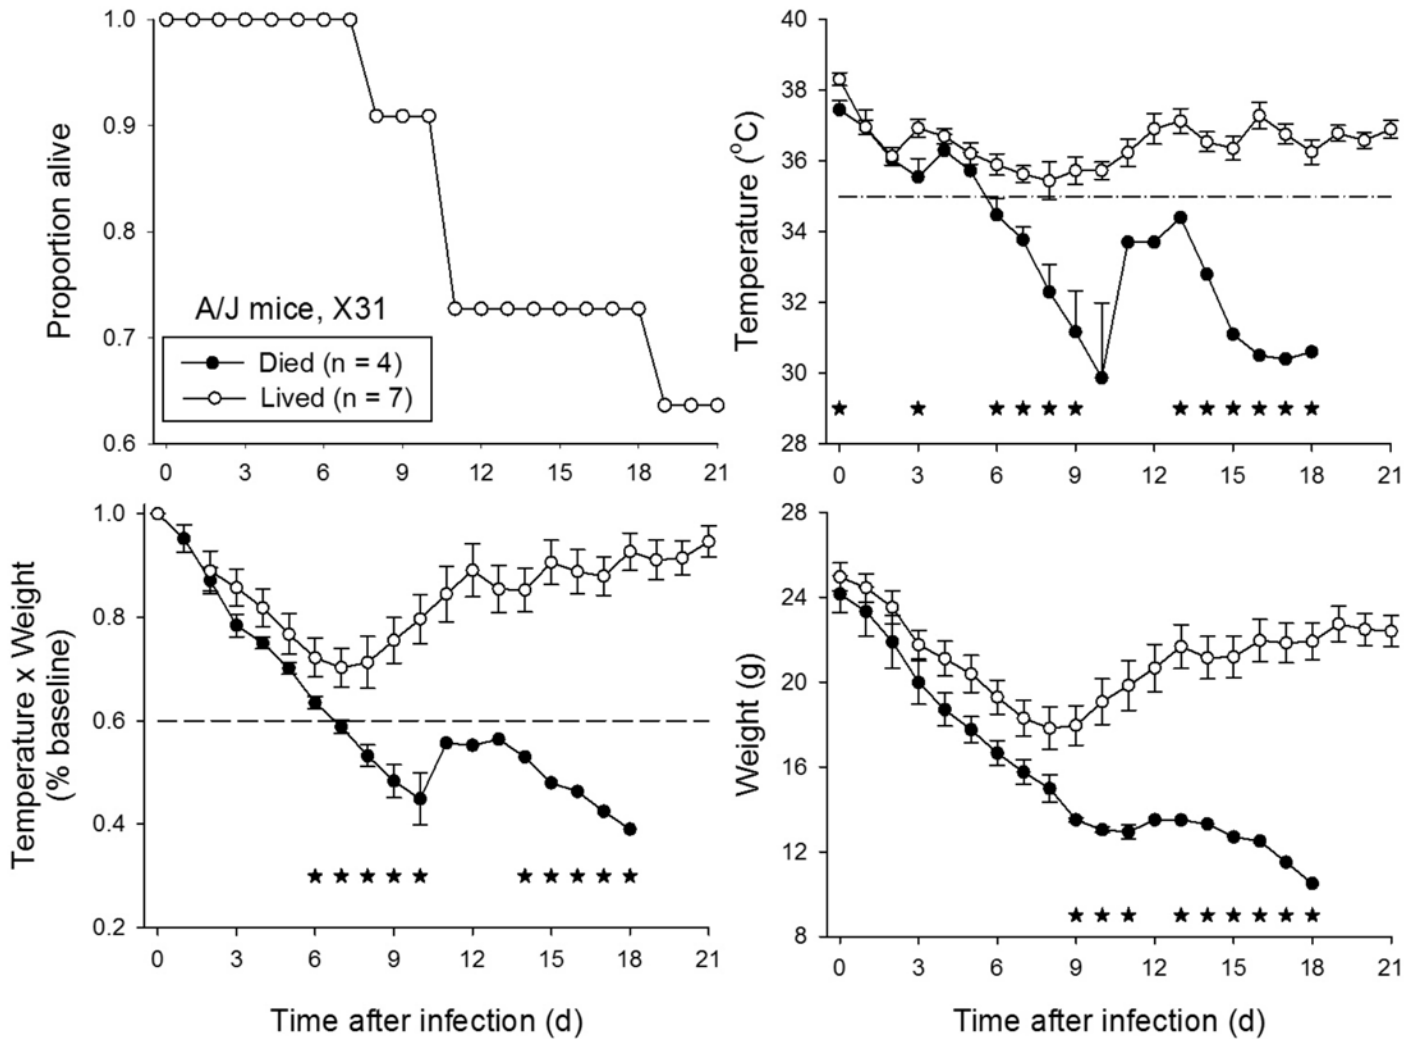 1.0
0.9
0.8
0.7
0.6
Proportion alive
A/J mice, X31
Died (n = 4)
Lived (n = 7)
0 3 6 9 12 15 18 21
40
38
36
34
32
30
28
Temperature (°C)
0 3 6 9 12 15 18 21
1.0
0.8
0.6
0.4
0.2
Temperature x Weight
(% baseline)
0 3 6 9 12 15 18 21
Time after infection (d)
28
24
20
16
12
8
Weight (g)
0 3 6 9 12 15 18 21
Time after infection (d)